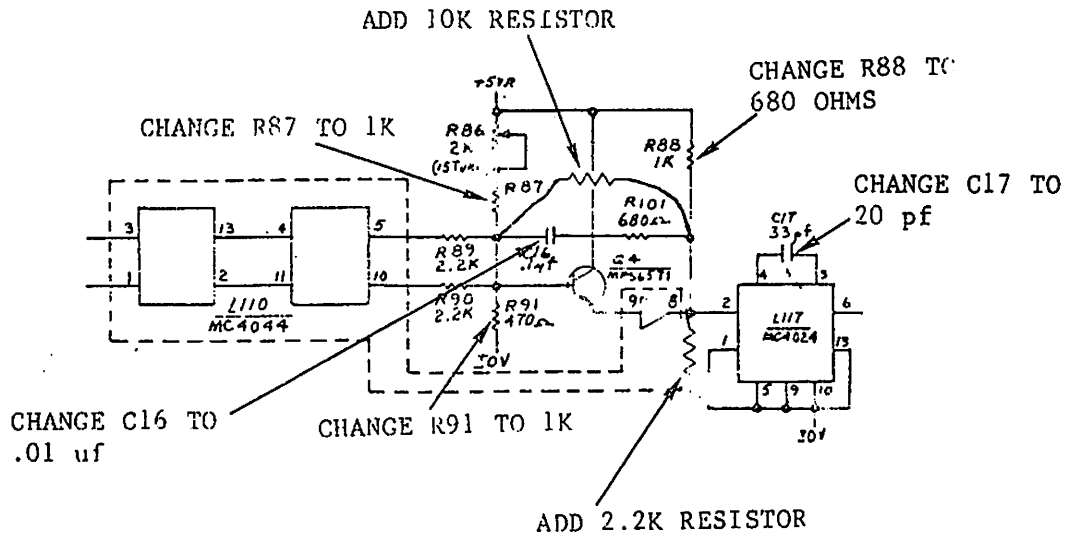 ADD 10K RESISTOR
CHANGE R88 TO
680 OHMS
CHANGE R87 TO 1K
+5VR
R86
2K
R87
R88
1K
R101
680Ω
CHANGE C17 TO
20 pf
C17
33pf
3
13
4
5
1
2
11
10
R89
2.2K
R90
2.2K
C16
.1µf
R91
470Ω
Q4
9
8
4
3
2
6
1
13
5
9
10
L110
MC4044
L117
MC4024
CHANGE C16 TO
.01 uf
CHANGE R91 TO 1K
ADD 2.2K RESISTOR